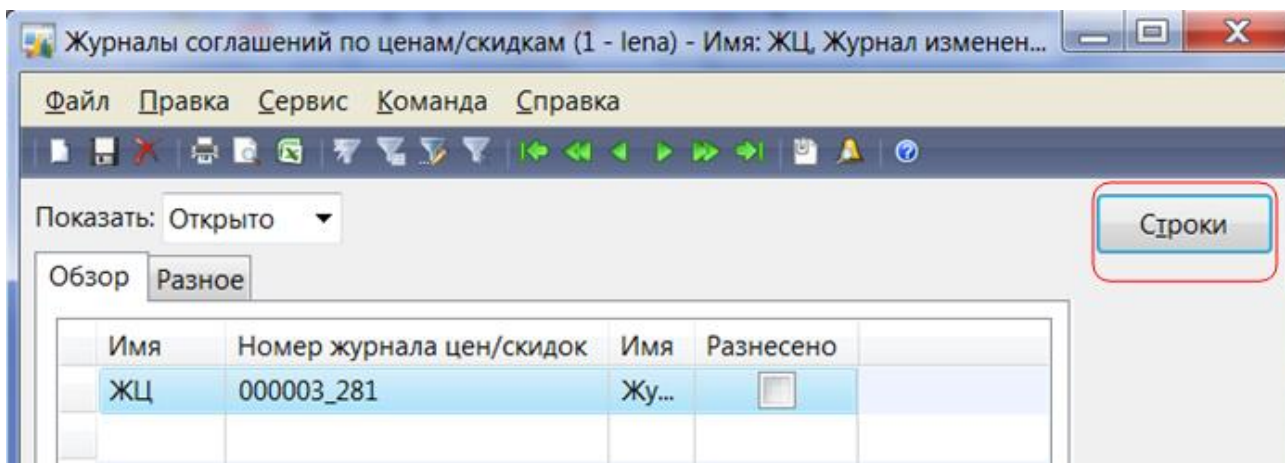 Журналы соглашений по ценам/скидкам (1 - lena) - Имя: ЖЦ, Журнал изменен...
Файл Правка Сервис Команда Справка
Показать: Открыто
Строки
Обзор Разное
Имя Номер журнала цен/скидок Имя Разнесено
ЖЦ 000003_281 Жу...